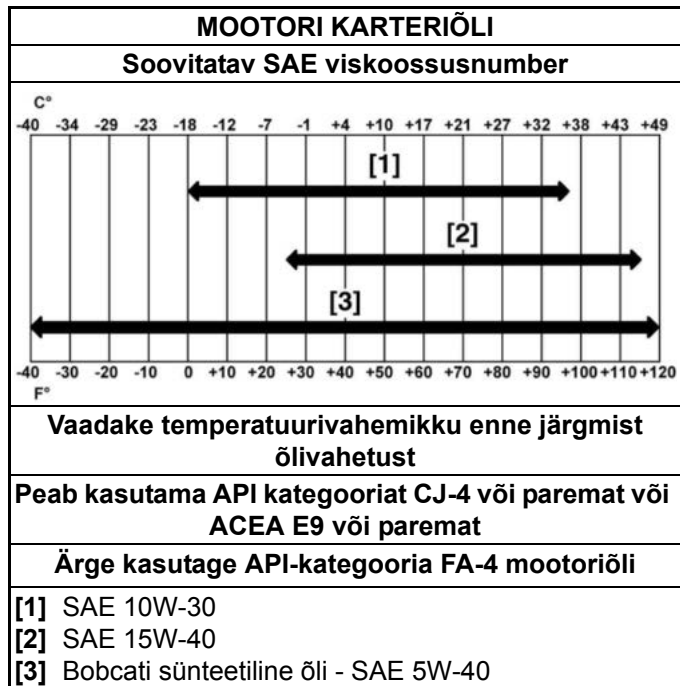 MOOTORI KARTERIÕLI
Soovitatav SAE viskoossusnumber
C°
-40 -34 -29 -23 -18 -12 -7 -1 +4 +10 +17 +21 +27 +32 +38 +43 +49
[1]
[2]
[3]
-40 -30 -20 -10 0 +10 +20 +30 +40 +50 +60 +70 +80 +90 +100 +110 +120
F°
Vaadake temperatuurivahemikku enne järgmist
õlivahetust
Peab kasutama API kategooriat CJ-4 või paremat või
ACEA E9 või paremat
Ärge kasutage API-kategooria FA-4 mootoriõli
[1] SAE 10W-30
[2] SAE 15W-40
[3] Bobcati sünteetiline õli - SAE 5W-40